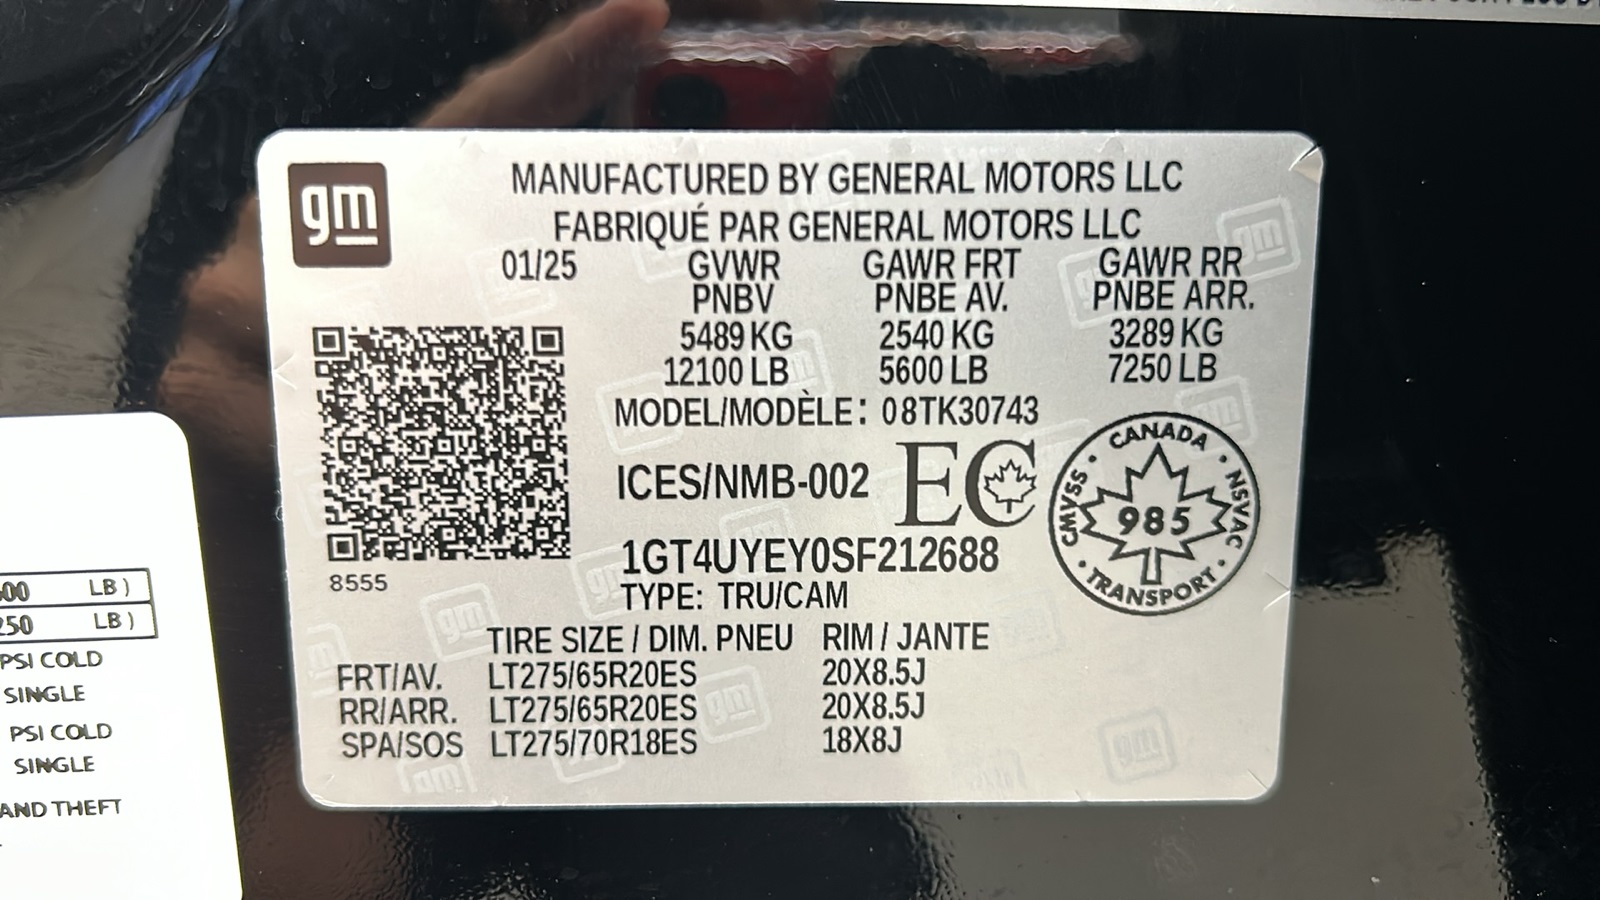 gm
MANUFACTURED BY GENERAL MOTORS LLC
FABRIQUÉ PAR GENERAL MOTORS LLC
01/25 GVWR GAWR FRT GAWR RR
PNBV PNBE AV. PNBE ARR.
5489 KG 2540 KG 3289 KG
12100 LB 5600 LB 7250 LB
MODEL/MODÈLE: 08TK30743
ICES/NMB-002 EC
CANADA
CMVSS 985 NSVAC
TRANSPORT
1GT4UYEY0SF212688
8555
TYPE: TRU/CAM
TIRE SIZE / DIM. PNEU RIM / JANTE
FRT/AV. LT275/65R20ES 20X8.5J
RR/ARR. LT275/65R20ES 20X8.5J
SPA/SOS LT275/70R18ES 18X8J
LB )
LB )
PSI COLD
SINGLE
PSI COLD
SINGLE
AND THEFT